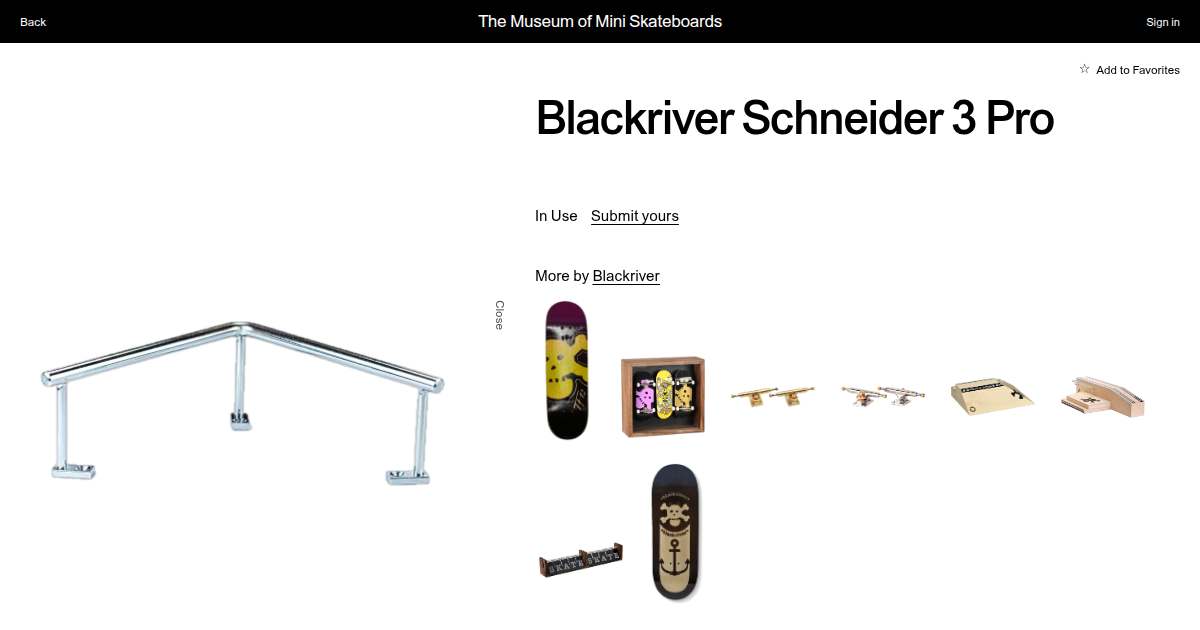 Back
The Museum of Mini Skateboards
Sign in
☆ Add to Favorites
Blackriver Schneider 3 Pro
In Use Submit yours
More by Blackriver
Close
SKATE SKATE